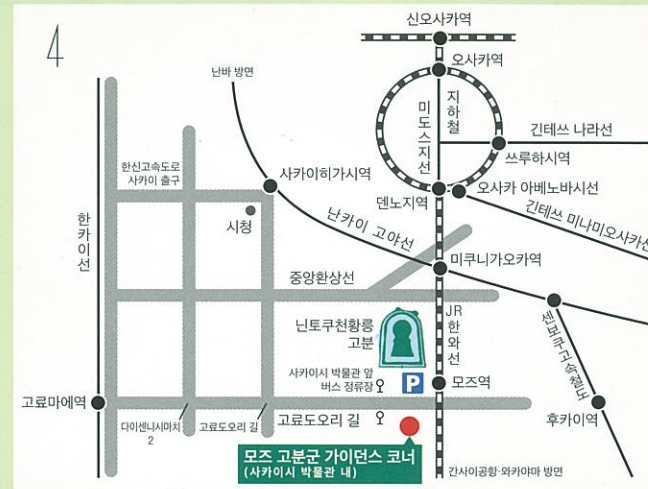 4
신오사카역
오사카역
난바 방면
지하철
미도스지선
긴테쓰 나라선
쓰루하시역
한신고속도로
사카이 출구
사카이히가시역
오사카 아베노바시선
덴노지역
시청
난카이 고야선
긴테쓰 미나미오사카선
한카이선
미쿠니가오카역
중앙환상선
닌토쿠천황릉
고분
JR 한와선
센보쿠고속철도
사카이시 박물관 앞
버스 정류장
P
모즈역
고료마에역
다이센니시마치
2
고료도오리 길
고료도오리 길
후카이역
모즈 고분군 가이던스 코너
(사카이시 박물관 내)
간사이공항·와카야마 방면